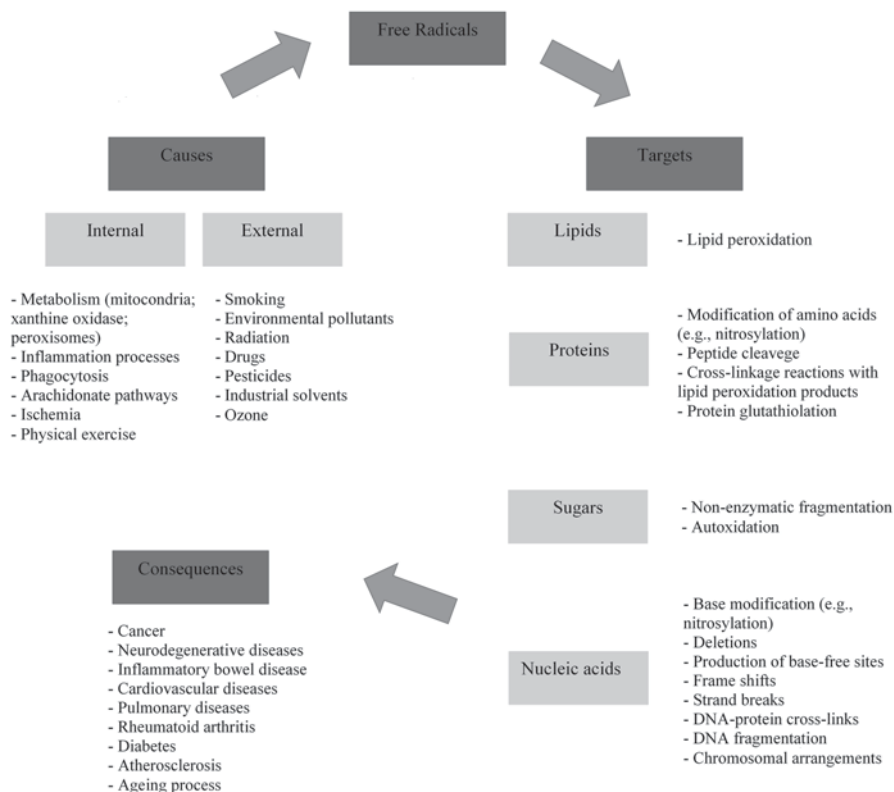 Free Radicals
Causes
Internal
- Metabolism (mitocondria;
xanthine oxidase;
peroxisomes)
- Inflammation processes
- Phagocytosis
- Arachidonate pathways
- Ischemia
- Physical exercise
External
- Smoking
- Environmental pollutants
- Radiation
- Drugs
- Pesticides
- Industrial solvents
- Ozone
Targets
Lipids
- Lipid peroxidation
Proteins
- Modification of amino acids
(e.g., nitrosylation)
- Peptide cleavege
- Cross-linkage reactions with
lipid peroxidation products
- Protein glutathiolation
Sugars
- Non-enzymatic fragmentation
- Autoxidation
Nucleic acids
- Base modification (e.g.,
nitrosylation)
- Deletions
- Production of base-free sites
- Frame shifts
- Strand breaks
- DNA-protein cross-links
- DNA fragmentation
- Chromosomal arrangements
Consequences
- Cancer
- Neurodegenerative diseases
- Inflammatory bowel disease
- Cardiovascular diseases
- Pulmonary diseases
- Rheumatoid arthritis
- Diabetes
- Atherosclerosis
- Ageing process